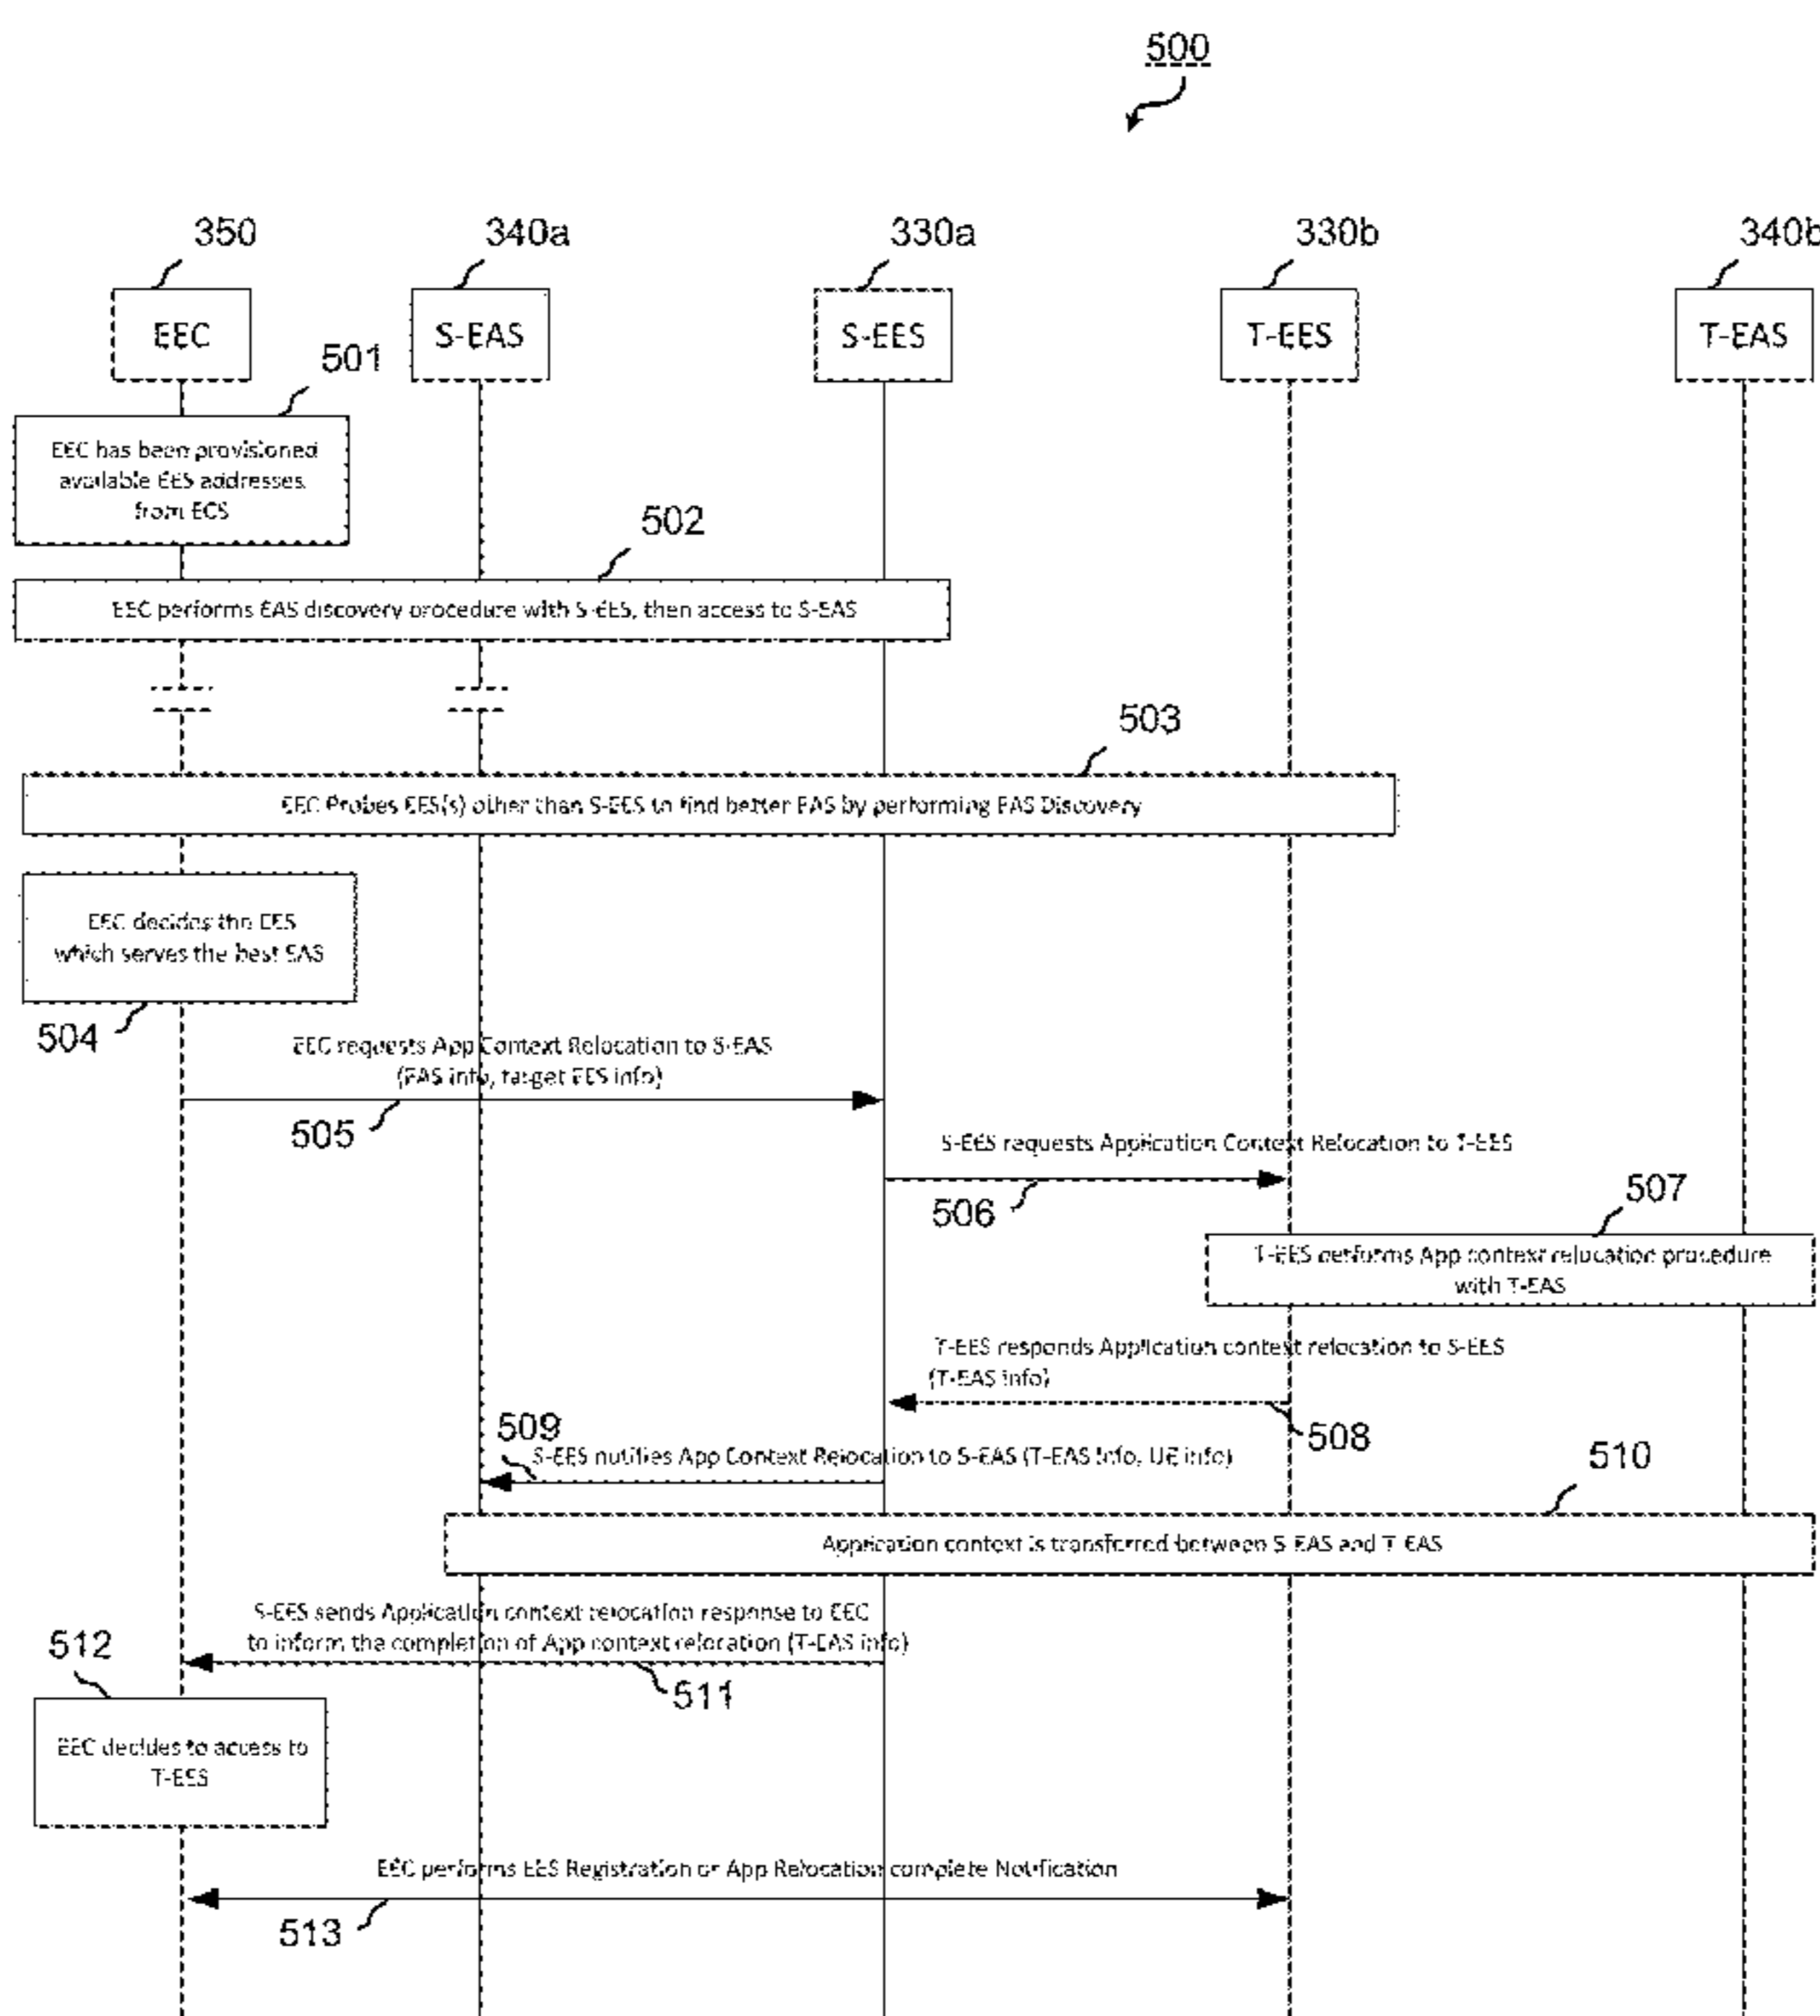 500
350
340a
330a
330b
340b
EEC
S-EAS
S-EES
T-EES
T-EAS
501
EEC has been provisioned
available EES addresses
from ECS
502
EEC performs EAS discovery procedure with S-EES, then access to S-EAS
503
EEC Probes EES(s) other than S-EES to find better EAS by performing EAS Discovery
EEC decides the EES
which serves the best EAS
504
EEC requests App Context Relocation to S-EAS
(EAS info, target EES info)
505
S-EES requests Application Context Relocation to T-EES
506
507
T-EES performs App context relocation procedure
with T-EAS
T-EES responds Application context relocation to S-EES
(T-EAS info)
508
509
S-EES notifies App Context Relocation to S-EAS (T-EAS Info, UE info)
510
Application context is transferred between S-EAS and T-EAS
S-EES sends Application context relocation response to EEC
to inform the completion of App context relocation (T-EAS info)
511
512
EEC decides to access to
T-EES
EEC performs EES Registration or App Relocation complete Notification
513